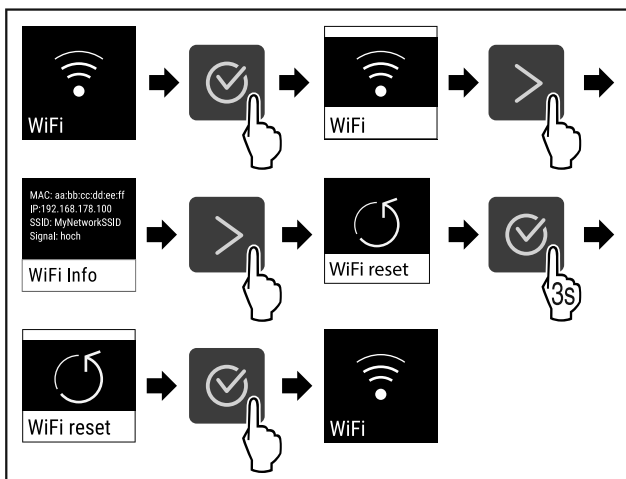 WiFi
WiFi
MAC: aa:bb:cc:dd:ee:ff
IP:192.168.178.100
SSID: MyNetworkSSID
Signal: hoch
WiFi Info
WiFi reset
3s
WiFi reset
WiFi